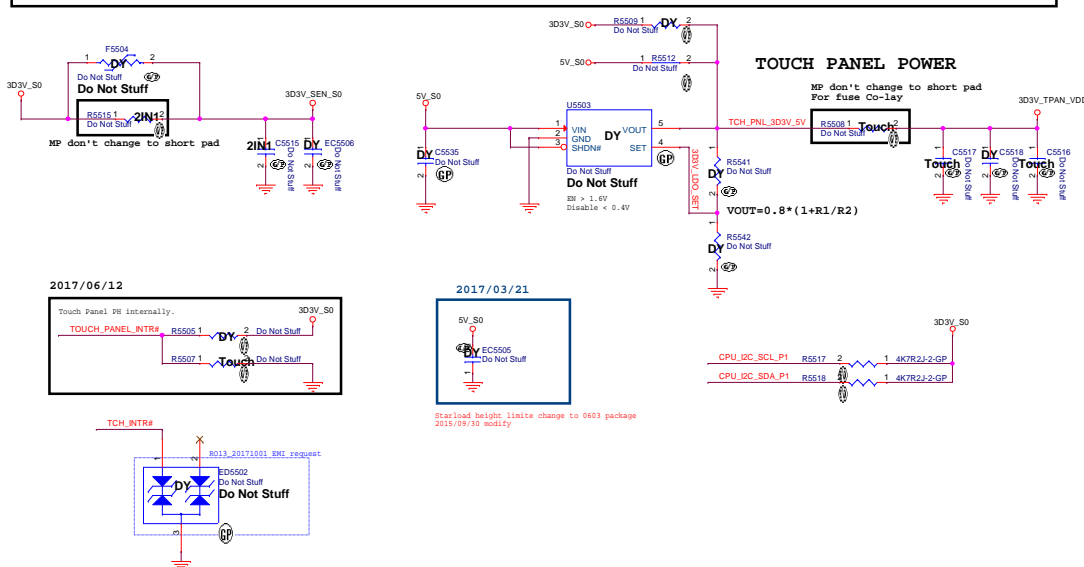 F5504
1 DY 2
Do Not Stuff
Do Not Stuff
3D3V_S0
R5515 1 2IN1 2
MP don't change to short pad
3D3V_SEN_S0
2IN1 C5515 Do Not Stuff
DY EC5506 Do Not Stuff
3D3V_S0 R5509 1 DY 2
Do Not Stuff
5V_S0 R5512 1 2
Do Not Stuff
5V_S0
DY C5535
Do Not Stuff
GP
U5503
1 VIN VOUT 5
2 GND
3 SHDN# SET 4
DY
Do Not Stuff
Do Not Stuff
EN > 1.6V
Disable < 0.4V
GP
3D3V_LDO_SET
TCH_PNL_3D3V_5V
R5541
DY Do Not Stuff
VOUT=0.8*(1+R1/R2)
R5542
DY Do Not Stuff
TOUCH PANEL POWER
MP don't change to short pad
For fuse Co-lay
R5508 1 Touch 2
Do Not Stuff
3D3V_TPAN_VDD
C5517 Touch Do Not Stuff
C5518 DY Do Not Stuff
C5516 Touch Do Not Stuff
2017/06/12
Touch Panel PH internally.
3D3V_S0
TOUCH_PANEL_INTR# R5505 1 DY 2 Do Not Stuff
R5507 1 Touch 2 Do Not Stuff
2017/03/21
5V_S0
DY EC5505
Do Not Stuff
Starload height limite change to 0603 package
2015/09/30 modify
3D3V_S0
CPU_I2C_SCL_P1 R5517 2 1 4K7R2J-2-GP
CPU_I2C_SDA_P1 R5518 2 1 4K7R2J-2-GP
TCH_INTR#
RO13_20171001 EMI request
1 2
ED5502
DY Do Not Stuff
Do Not Stuff
3
GP